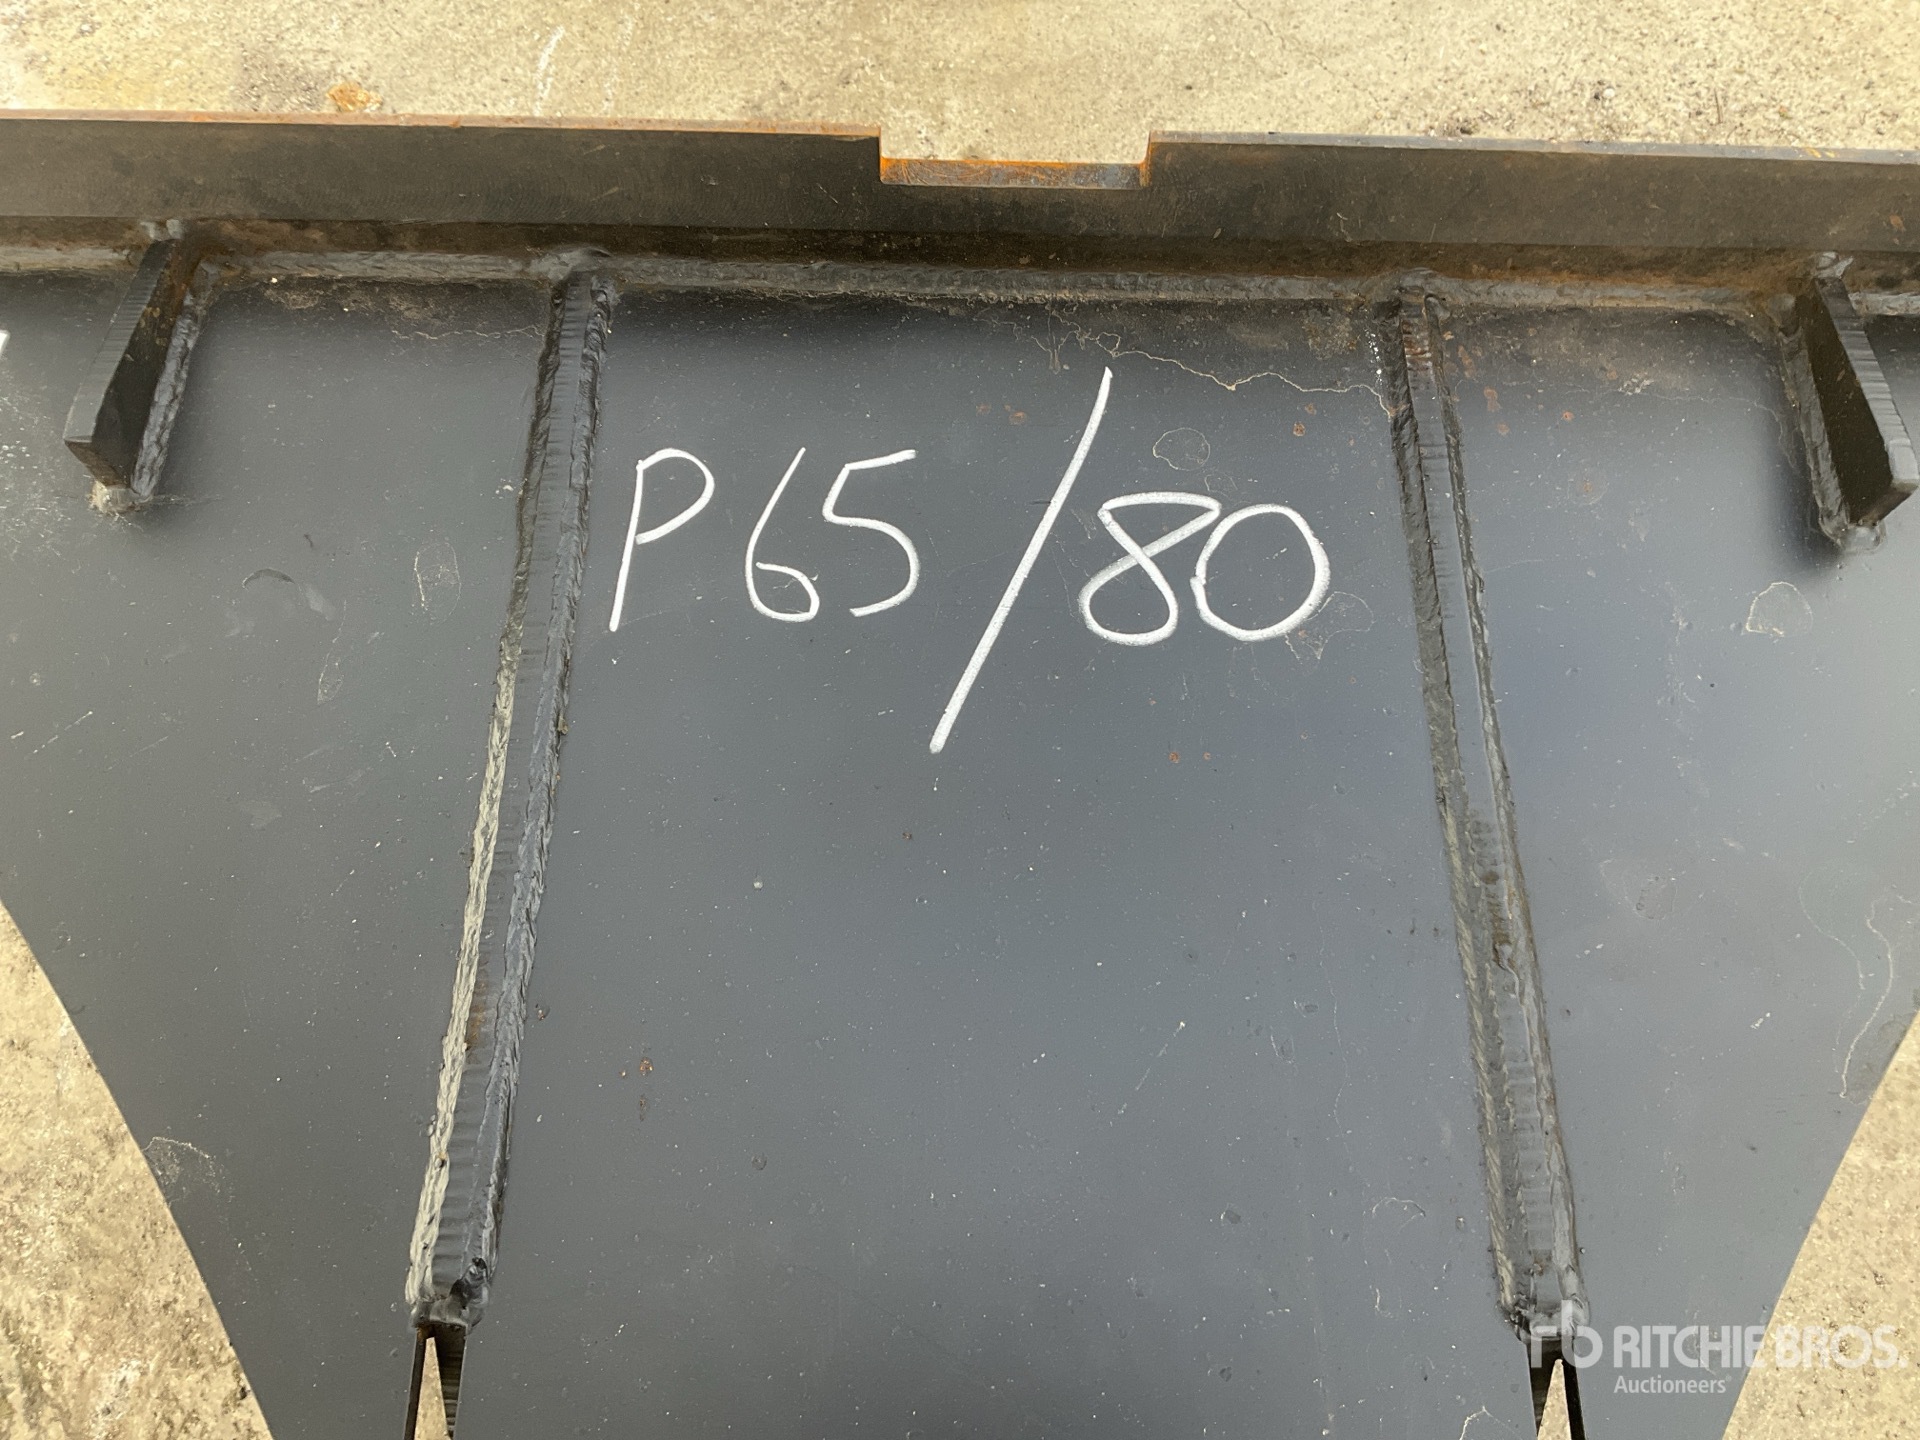 P65/80
RITCHIE BROS.
Auctioneers